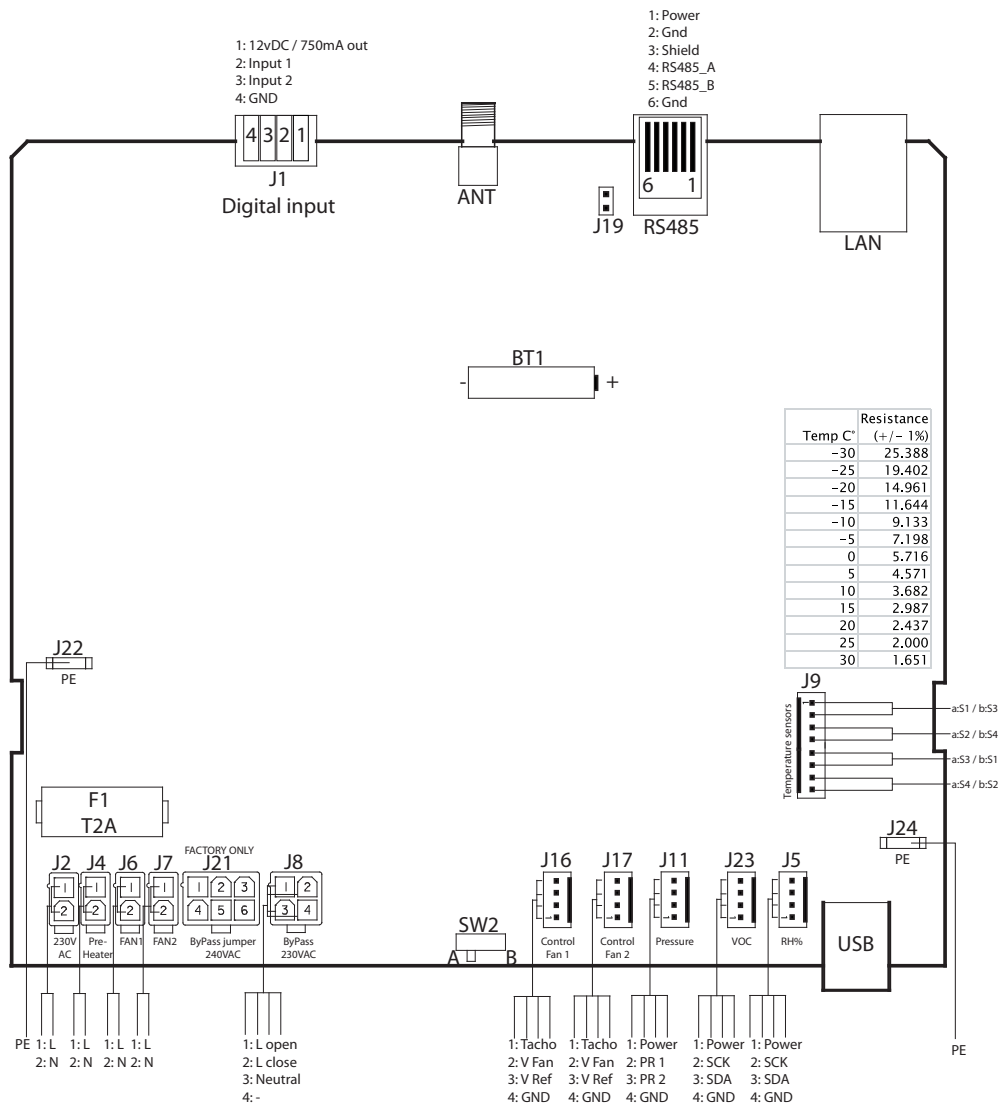 1: Power
2: Gnd
3: Shield
4: RS485_A
5: RS485_B
6: Gnd
1: 12vDC / 750mA out
2: Input 1
3: Input 2
4: GND
4 3 2 1
J1
Digital input
ANT
6 1
J19
RS485
LAN
BT1
- +
Temp C° Resistance (+/- 1%)
-30 25.388
-25 19.402
-20 14.961
-15 11.644
-10 9.133
-5 7.198
0 5.716
5 4.571
10 3.682
15 2.987
20 2.437
25 2.000
30 1.651
J22
PE
J9
1
Temperature sensors
a:S1 / b:S3
a:S2 / b:S4
a:S3 / b:S1
a:S4 / b:S2
F1
T2A
J24
PE
FACTORY ONLY
J2 J4 J6 J7 J21 J8
1 1 1 1 1 2 3 1 2
2 2 2 2 4 5 6 3 4
230V AC
Pre-Heater
FAN1
FAN2
ByPass jumper
240VAC
ByPass
230VAC
SW2
A B
J16 J17 J11 J23 J5
1 1 1 1 1
Control
Fan 1
Control
Fan 2
Pressure
VOC
RH%
USB
PE
1: L
2: N
1: L
2: N
1: L
2: N
1: L
2: N
1: L open
2: L close
3: Neutral
4: -
1: Tacho
2: V Fan
3: V Ref
4: GND
1: Tacho
2: V Fan
3: V Ref
4: GND
1: Power
2: PR 1
3: PR 2
4: GND
1: Power
2: SCK
3: SDA
4: GND
1: Power
2: SCK
3: SDA
4: GND
PE